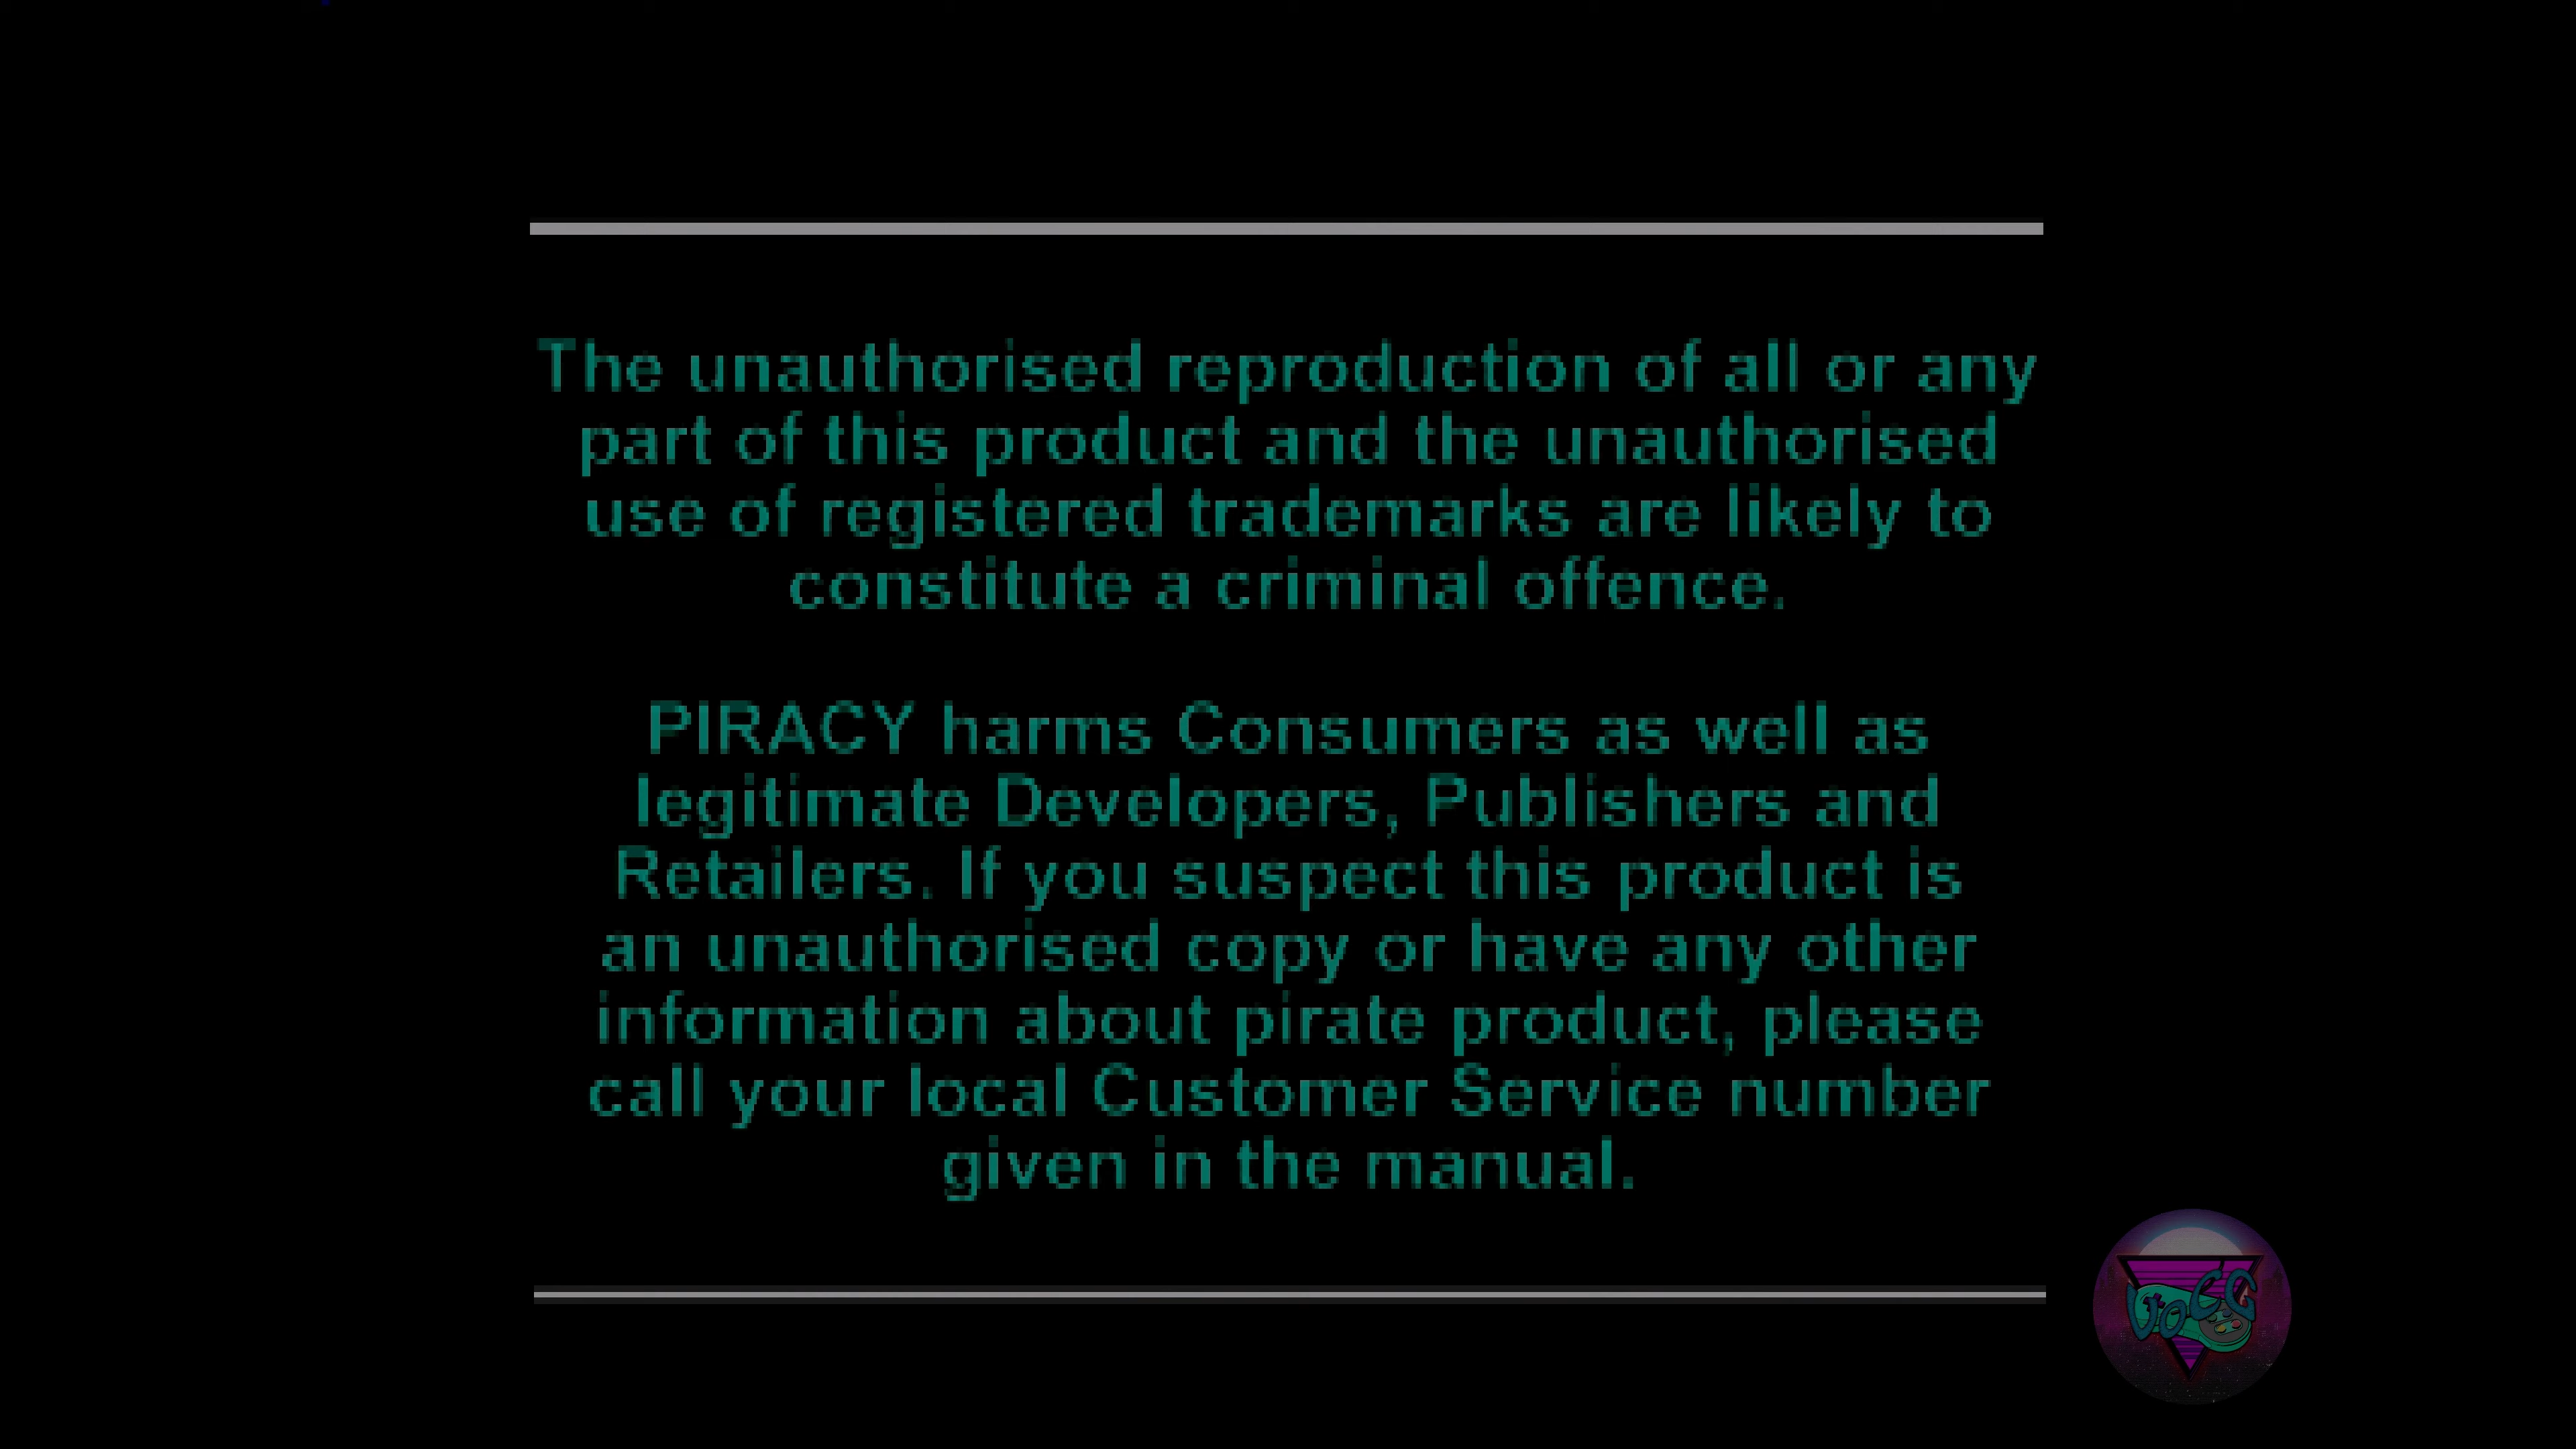 The unauthorised reproduction of all or any
part of this product and the unauthorised
use of registered trademarks are likely to
constitute a criminal offence.
PIRACY harms Consumers as well as
legitimate Developers, Publishers and
Retailers. If you suspect this product is
an unauthorised copy or have any other
information about pirate product, please
call your local Customer Service number
given in the manual.
VOCG